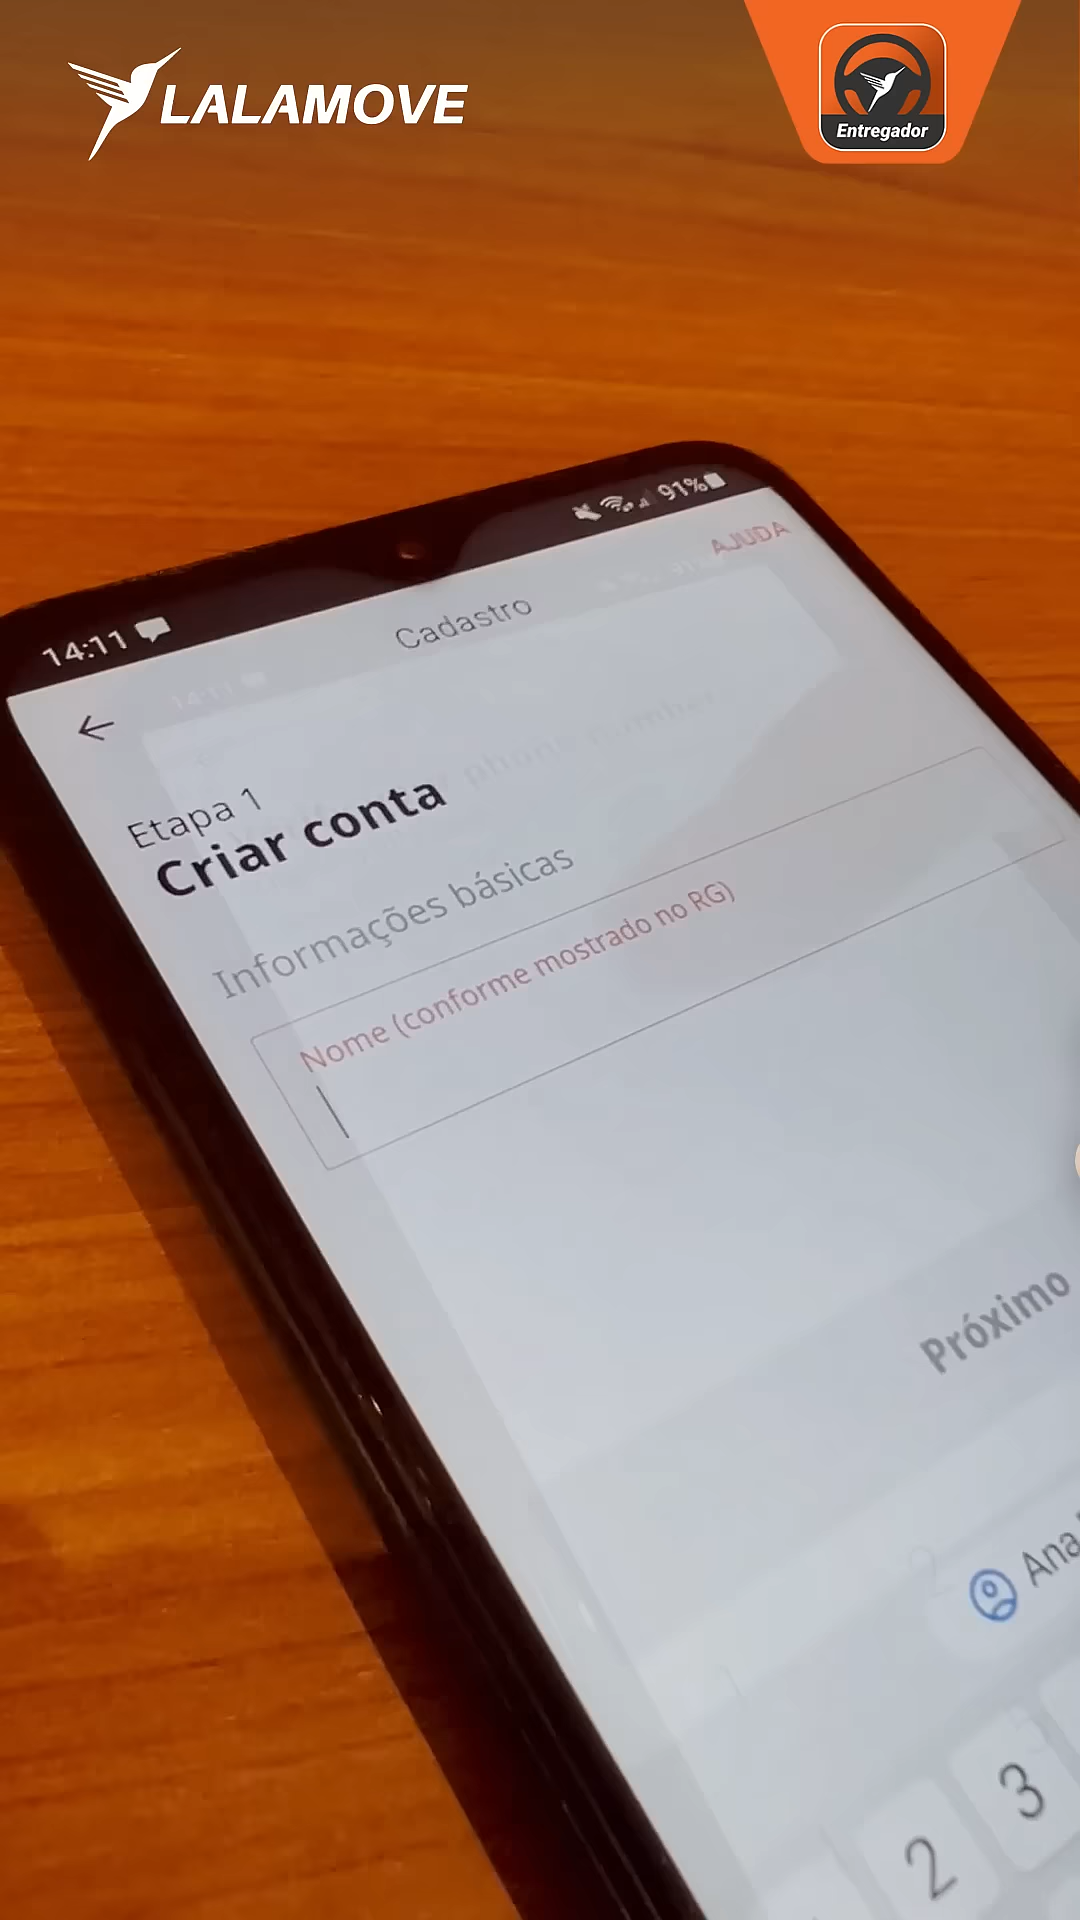 LALAMOVE
Entregador
14:11
91%
AJUDA
Cadastro
Etapa 1
Criar conta
Informações básicas
Nome (conforme mostrado no RG)
Próximo
Ana
2
3